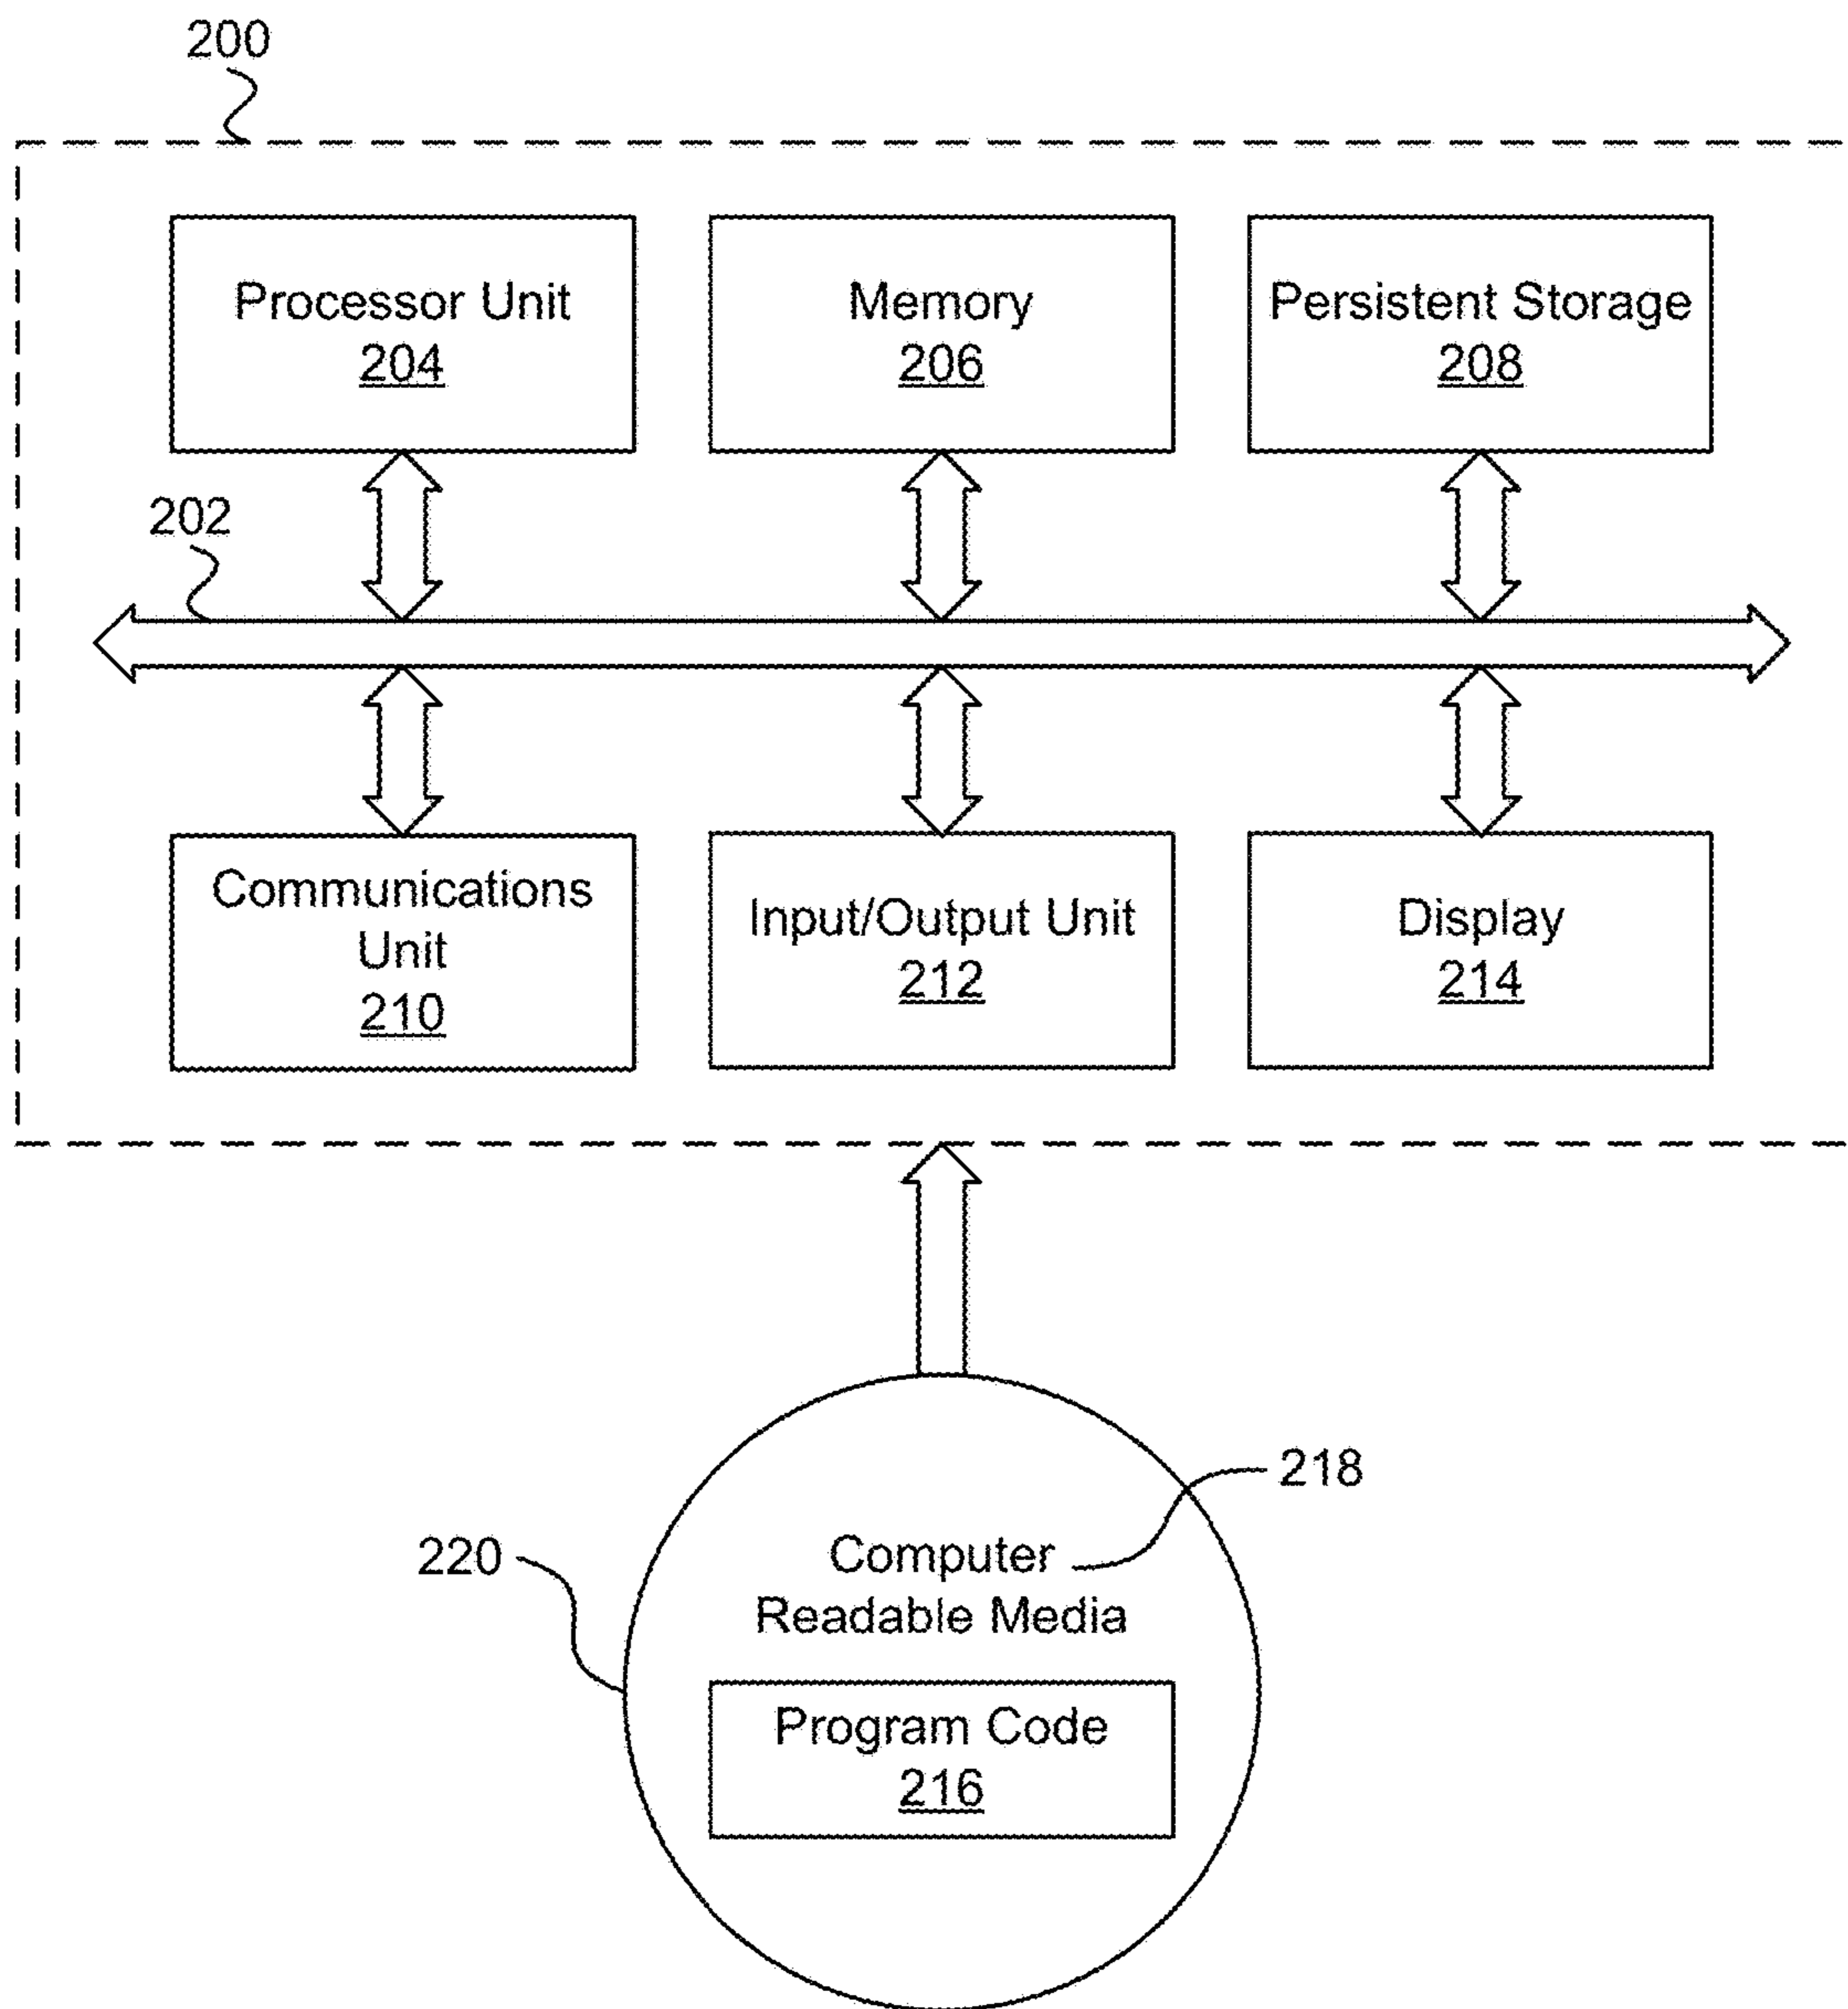 200
Processor Unit
204
Memory
206
Persistent Storage
208
202
Communications
Unit
210
Input/Output Unit
212
Display
214
218
220
Computer
Readable Media
Program Code
216